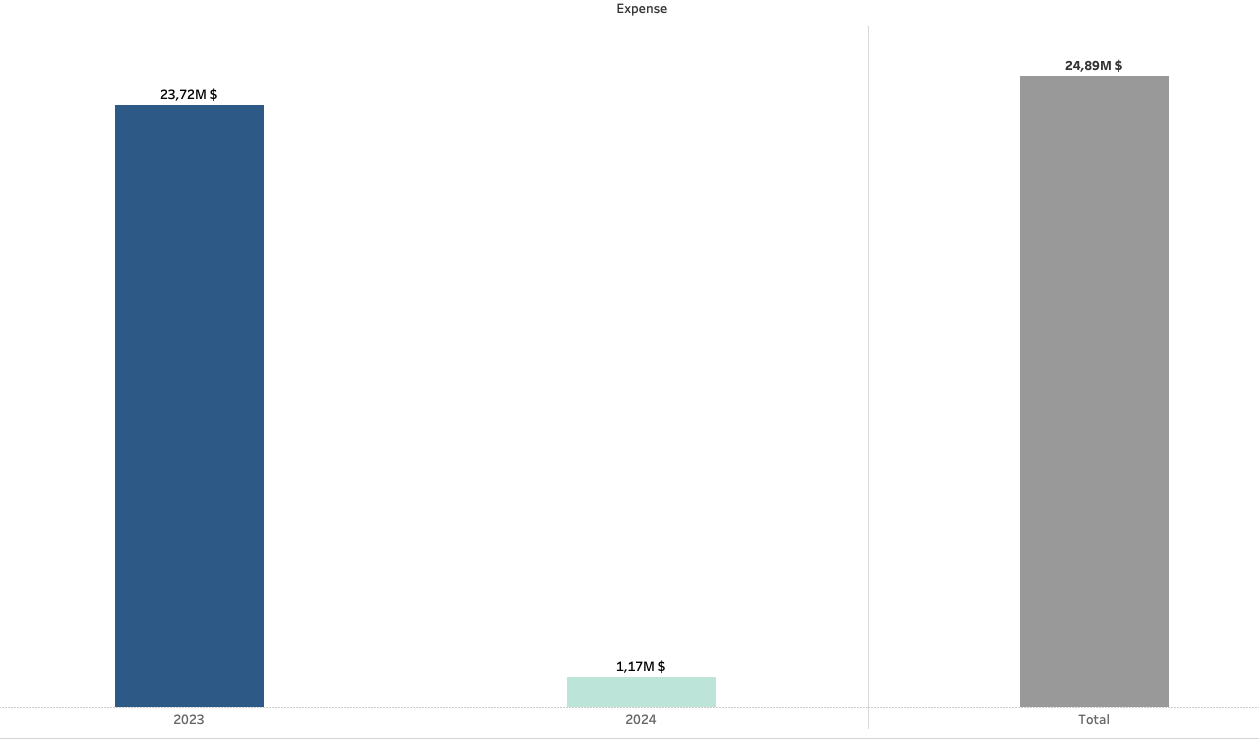 Expense
24,89M $
23,72M $
1,17M $
2023
2024
Total